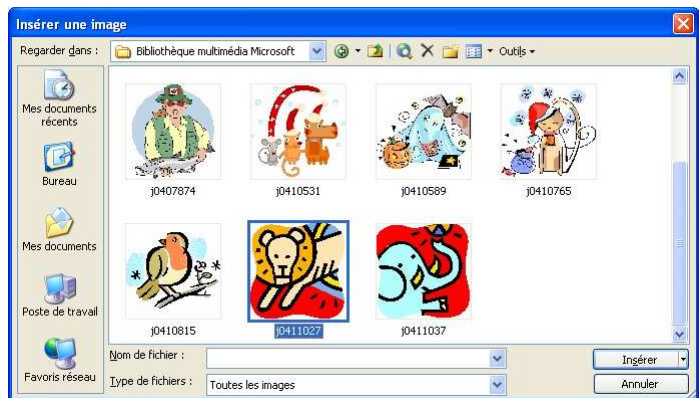 Insérer une image
Regarder dans :
Bibliothèque multimédia Microsoft
Outils
Mes documents
récents
Bureau
Mes documents
Poste de travail
Favoris réseau
j0407874
j0410531
j0410589
j0410765
j0410815
j0411027
j0411037
Nom de fichier :
Insérer
Type de fichiers :
Toutes les images
Annuler